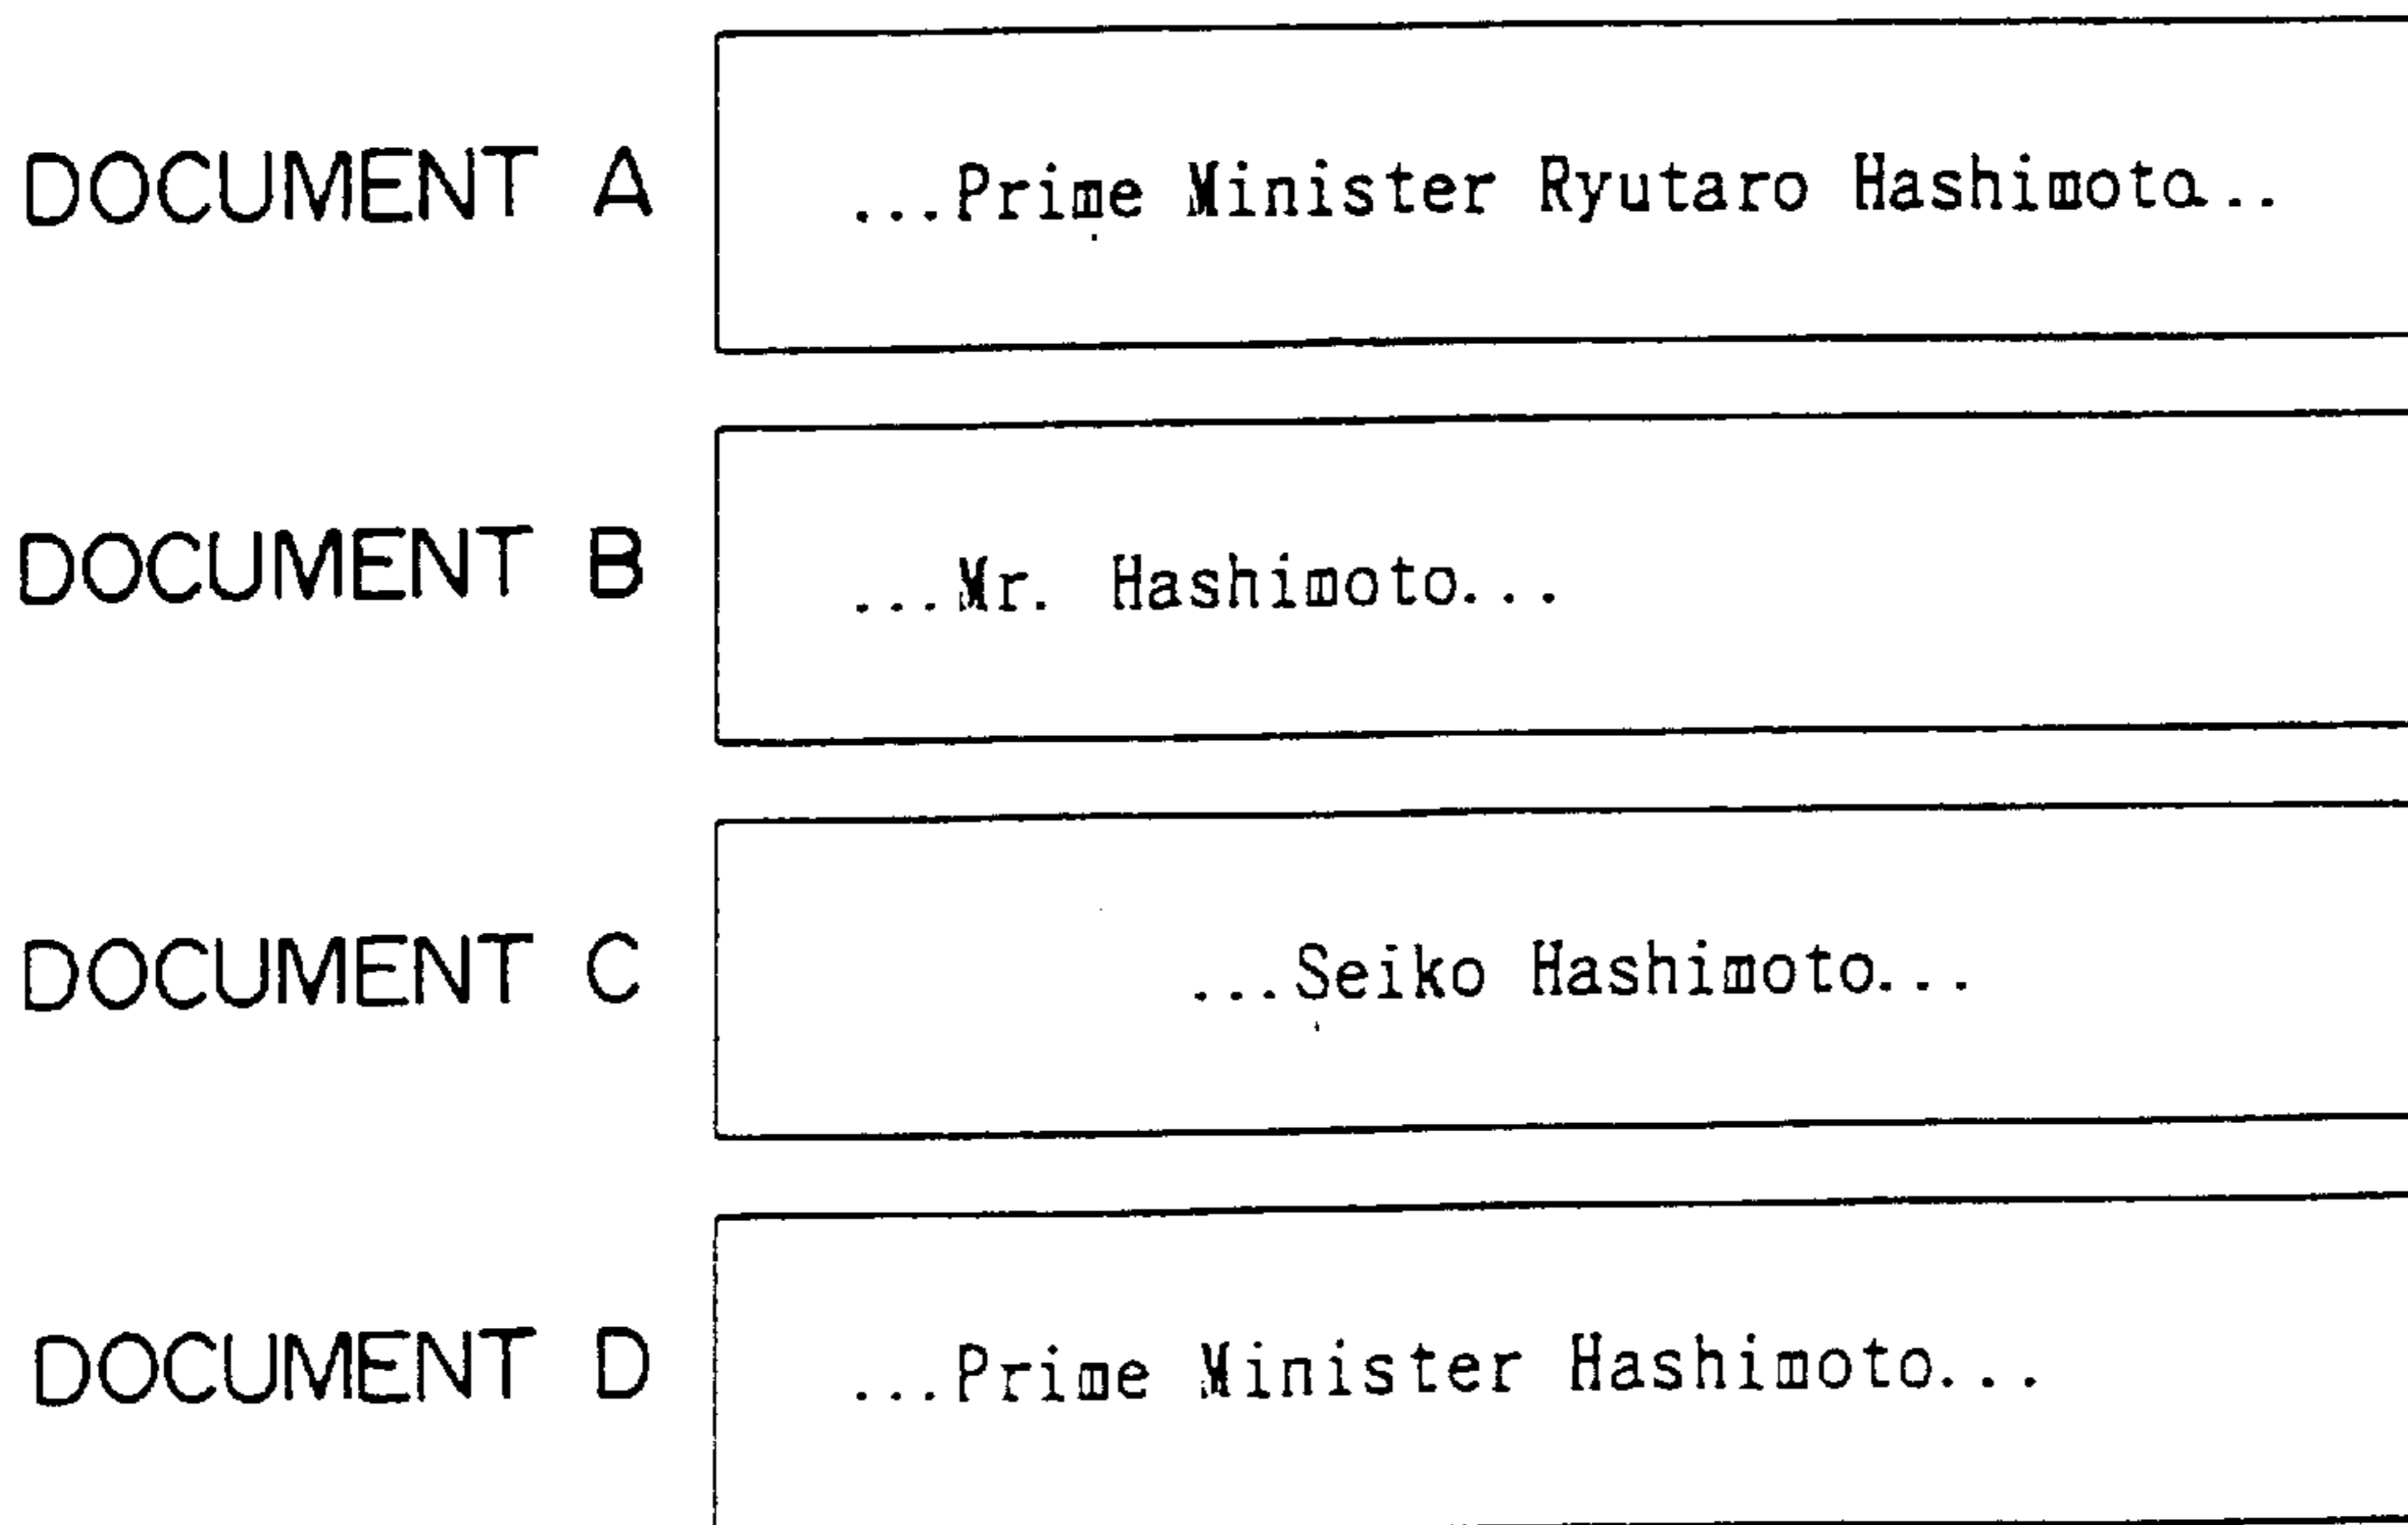 DOCUMENT A
...Prime Minister Ryutaro Hashimoto..
DOCUMENT B
...Mr. Hashimoto...
DOCUMENT C
...Seiko Hashimoto...
DOCUMENT D
...Prime Minister Hashimoto...